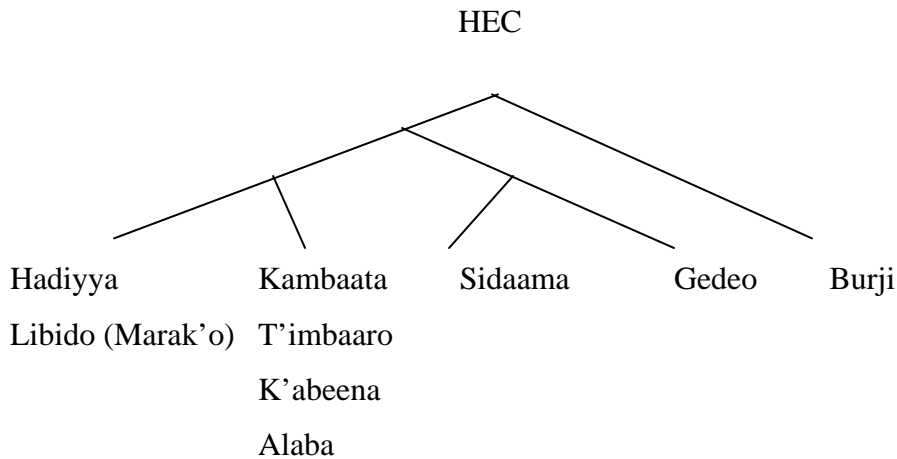 HEC
Hadiyya Kambaata Sidaama Gedeo Burji
Libido (Marak’o) T’imbaaro
K’abeena
Alaba